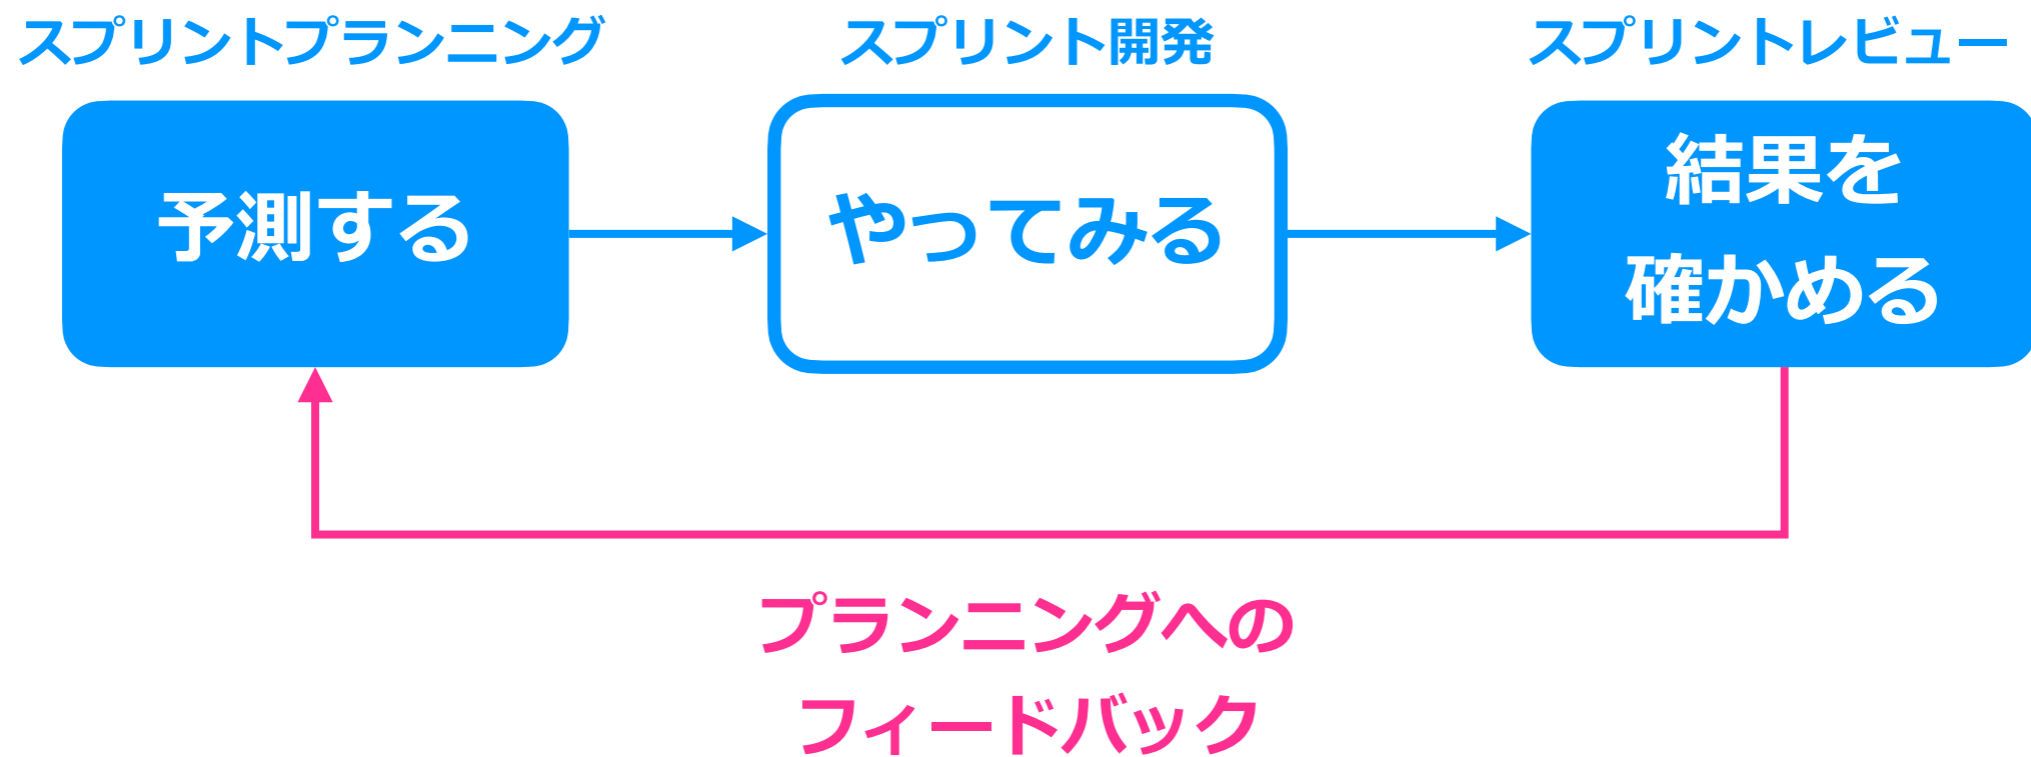 スプリントプランニング
スプリント開発
スプリントレビュー
予測する
やってみる
結果を
確かめる
プランニングへの
フィードバック